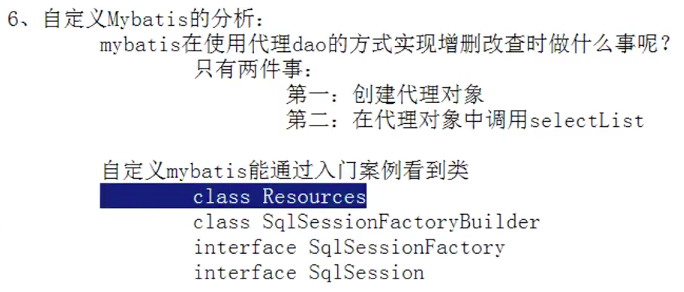 6、自定义Mybatis的分析：
mybatis在使用代理dao的方式实现增删改查时做什么事呢？
只有两件事：
第一：创建代理对象
第二：在代理对象中调用selectList
自定义mybatis能通过入门案例看到类
class Resources
class SqlSessionFactoryBuilder
interface SqlSessionFactory
interface SqlSession